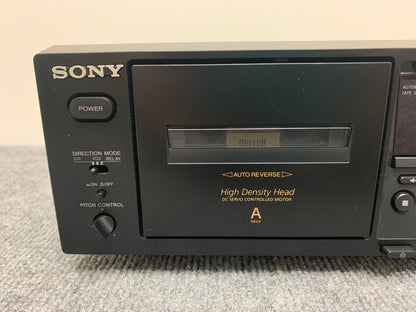 SONY
POWER
DIRECTION MODE
RELAY
ON OFF
PITCH CONTROL
maxell
AUTO REVERSE
High Density Head
DC SERVO CONTROLLED MOTOR
A
DECK
TAPE S